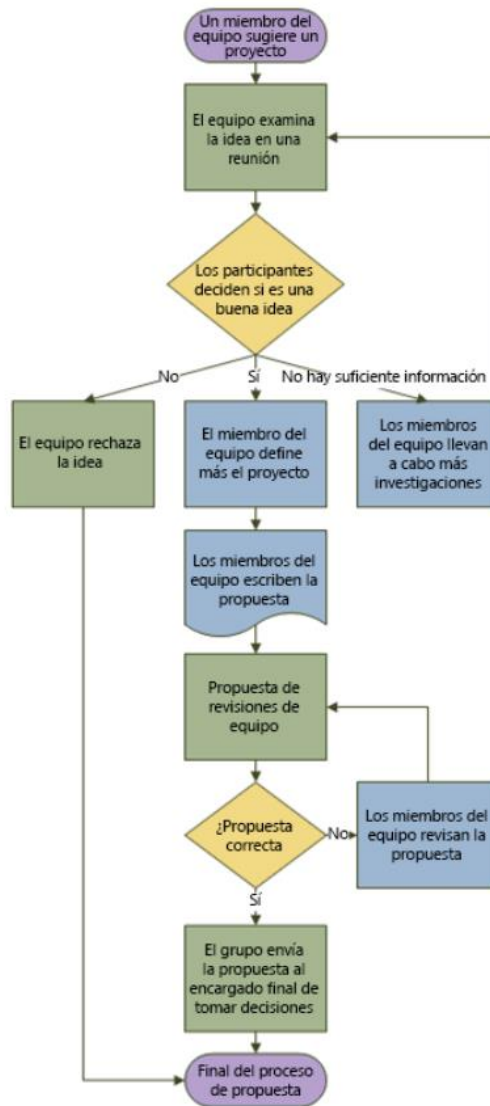 Un miembro del
equipo sugiere un
proyecto
El equipo examina
la idea en una
reunión
Los participantes
deciden si es una
buena idea
No
Sí
No hay suficiente información
El equipo rechaza
la idea
El miembro del
equipo define
más el proyecto
Los miembros
del equipo llevan
a cabo más
investigaciones
Los miembros del
equipo escriben la
propuesta
Propuesta de
revisiones de
equipo
¿Propuesta
correcta
No
Los miembros del
equipo revisan la
propuesta
Sí
El grupo envía
la propuesta al
encargado final de
tomar decisiones
Final del proceso
de propuesta